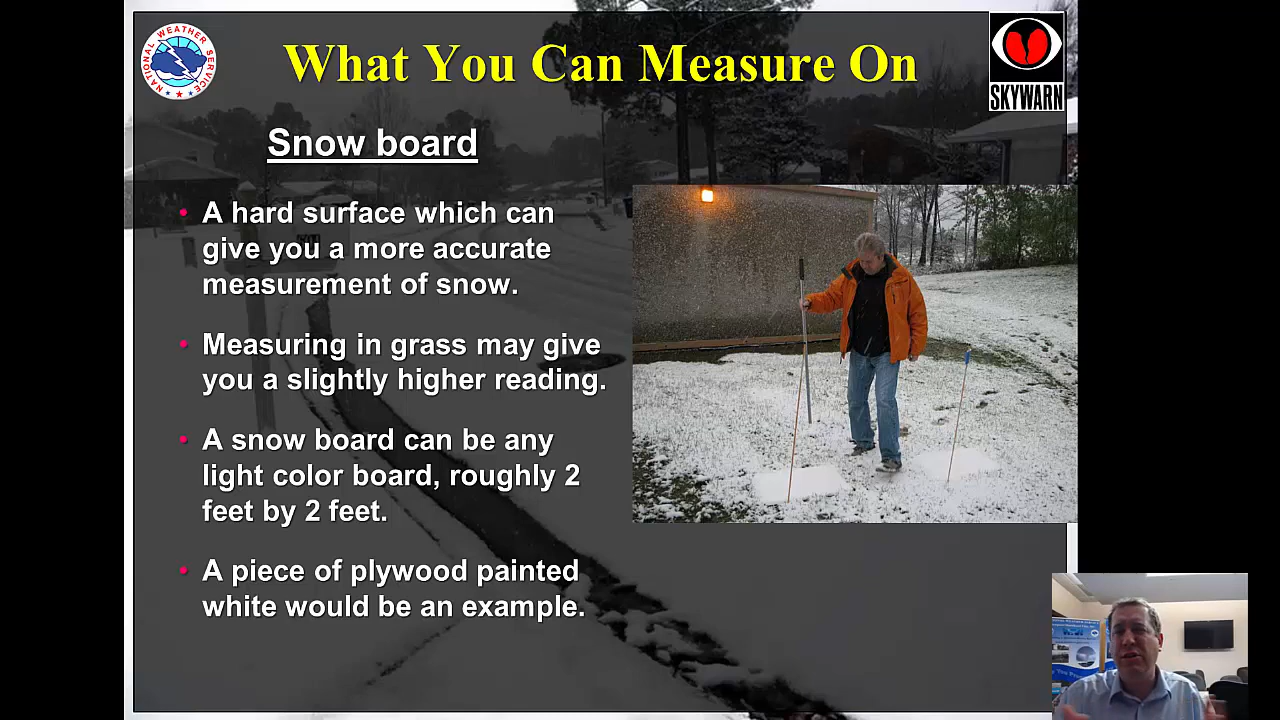 NATIONAL WEATHER SERVICE
What You Can Measure On
SKYWARN
Snow board
• A hard surface which can
give you a more accurate
measurement of snow.
• Measuring in grass may give
you a slightly higher reading.
• A snow board can be any
light color board, roughly 2
feet by 2 feet.
• A piece of plywood painted
white would be an example.